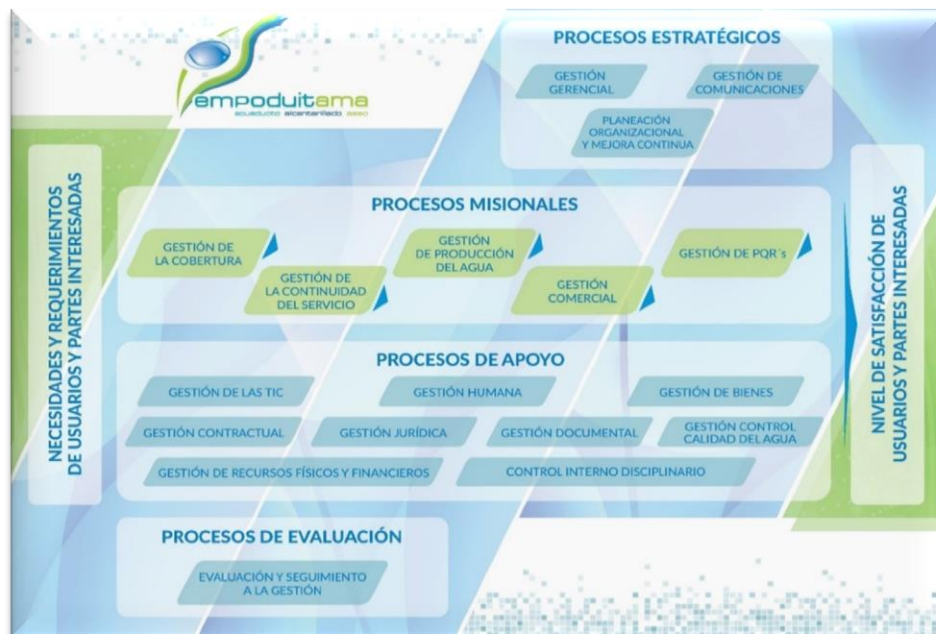 empoduitama
acueducto alcantarillado aseo
PROCESOS ESTRATÉGICOS
GESTIÓN
GERENCIAL
GESTIÓN DE
COMUNICACIONES
PLANEACIÓN
ORGANIZACIONAL
Y MEJORA CONTINUA
NECESIDADES Y REQUERIMIENTOS
DE USUARIOS Y PARTES INTERESADAS
PROCESOS MISIONALES
GESTIÓN DE
LA COBERTURA
GESTIÓN DE
LA CONTINUIDAD
DEL SERVICIO
GESTIÓN
DE PRODUCCIÓN
DEL AGUA
GESTIÓN
COMERCIAL
GESTIÓN DE PQR´s
PROCESOS DE APOYO
GESTIÓN DE LAS TIC
GESTIÓN HUMANA
GESTIÓN DE BIENES
GESTIÓN CONTRACTUAL
GESTIÓN JURÍDICA
GESTIÓN DOCUMENTAL
GESTIÓN CONTROL
CALIDAD DEL AGUA
GESTIÓN DE RECURSOS FÍSICOS Y FINANCIEROS
CONTROL INTERNO DISCIPLINARIO
PROCESOS DE EVALUACIÓN
EVALUACIÓN Y SEGUIMIENTO
A LA GESTIÓN
NIVEL DE SATISFACCIÓN DE
USUARIOS Y PARTES INTERESADAS